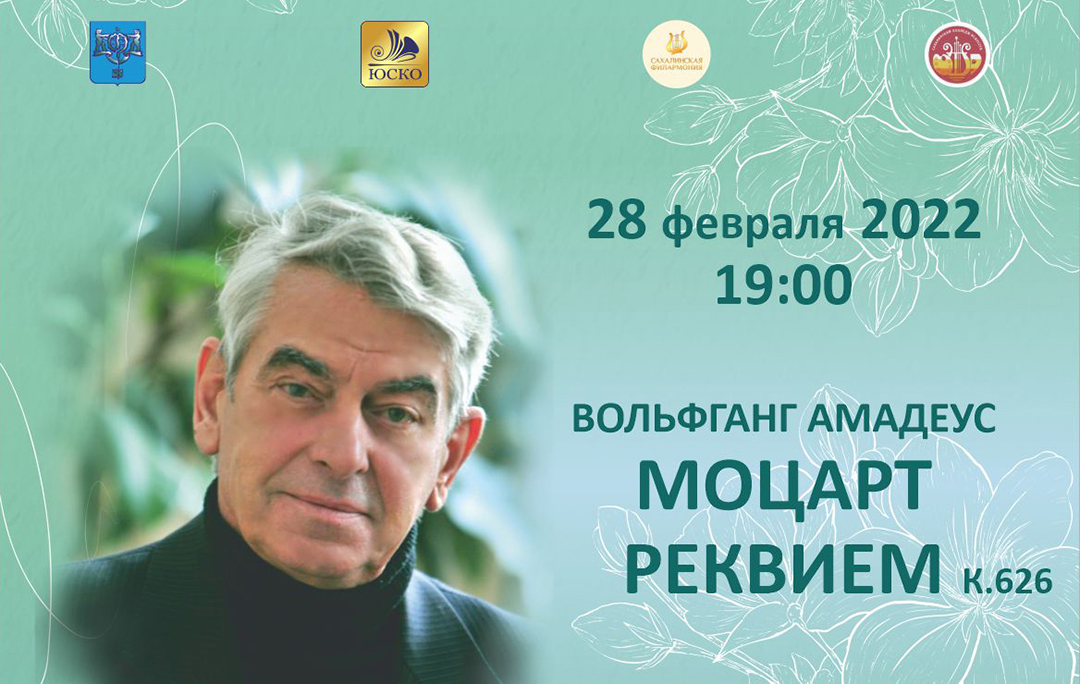 ЮСКО
САХАЛИНСКАЯ
ФИЛАРМОНИЯ
28 февраля 2022
19:00
ВОЛЬФГАНГ АМАДЕУС
МОЦАРТ
РЕКВИЕМ К.626